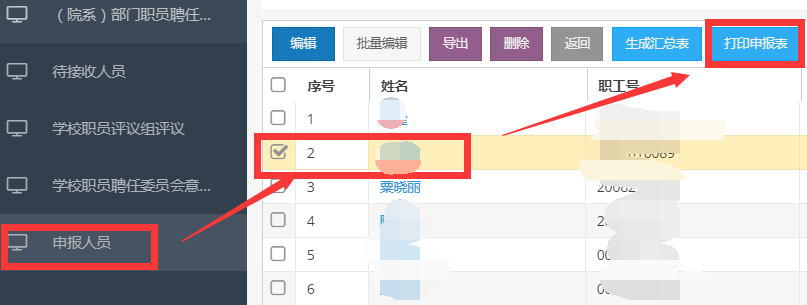 （院系）部门职员聘任...
待接收人员
学校职员评议组评议
学校职员聘任委员会意...
申报人员
编辑 批量编辑 导出 删除 返回 生成汇总表 打印申报表
序号 姓名 职工号
1
2
3 粟晓丽 20082
4
5
6